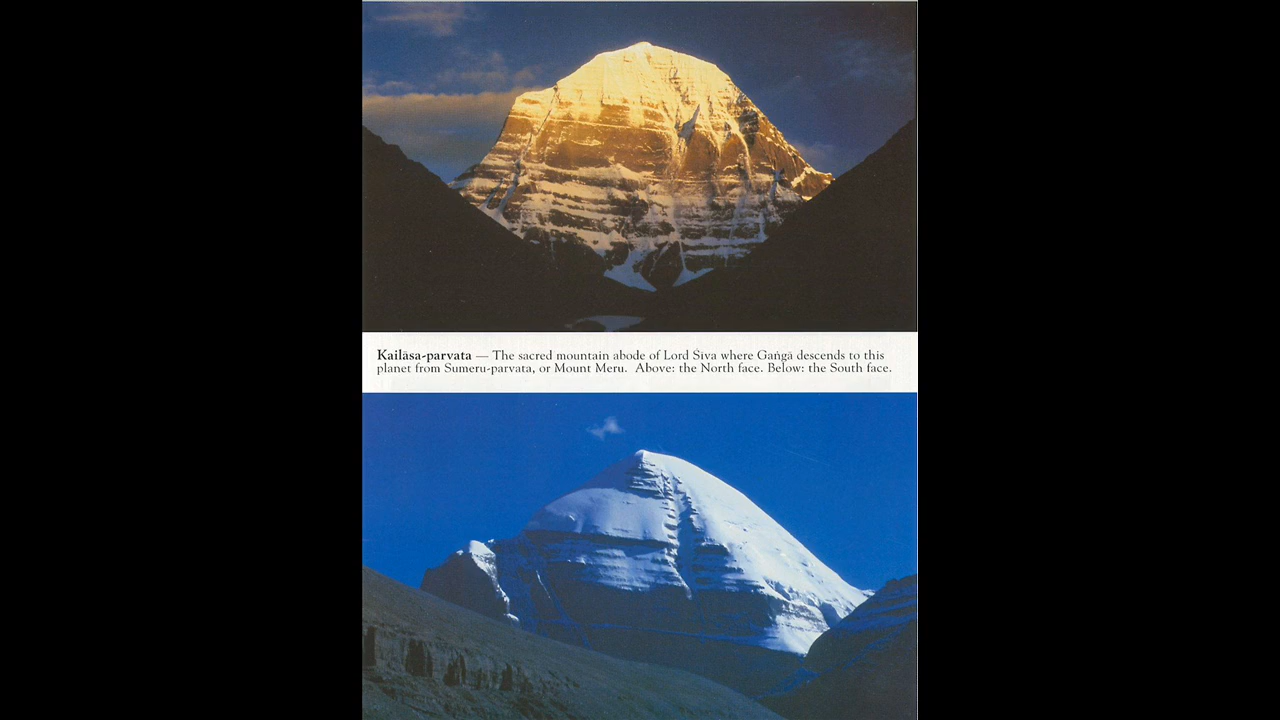 Kailāsa-parvata — The sacred mountain abode of Lord Śiva where Gaṅgā descends to this
planet from Sumeru-parvata, or Mount Meru. Above: the North face. Below: the South face.